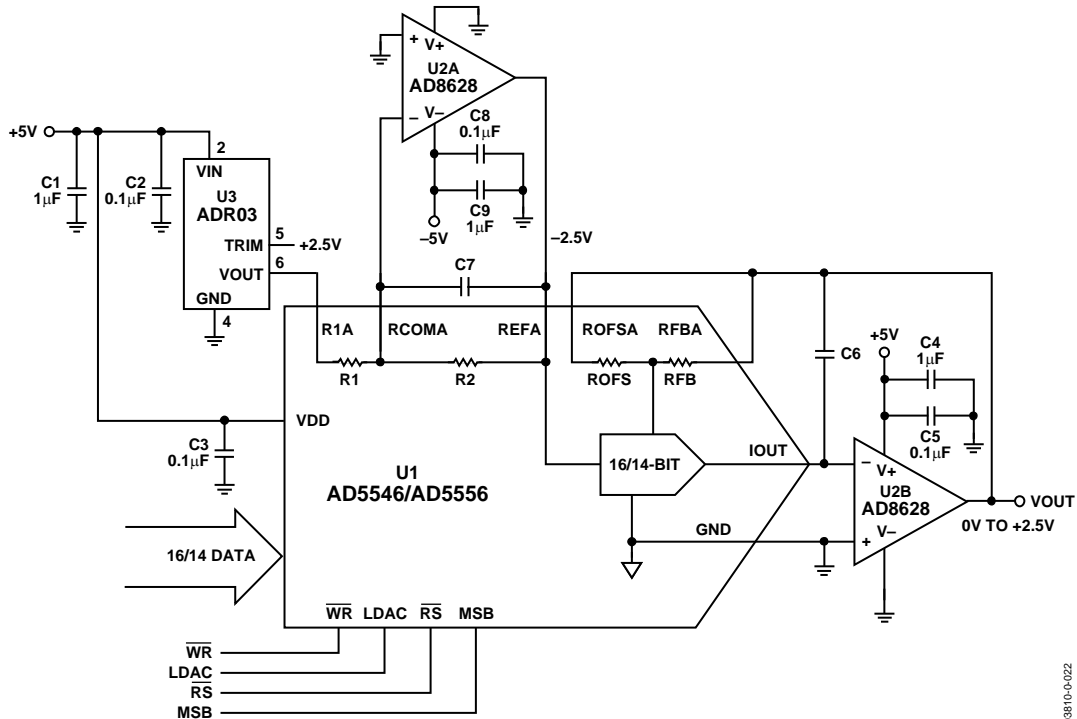 + V+
U2A
AD8628
V–
–
C8
0.1µF
C9
1µF
–5V
+5V
C1
1µF
C2
0.1µF
2
VIN
U3
ADR03
TRIM
5
+2.5V
VOUT
6
GND
4
–2.5V
C7
R1A
RCOMA
REFA
ROFSA
RFBA
R1
R2
ROFS
RFB
C6
+5V
C4
1µF
C5
0.1µF
VDD
C3
0.1µF
U1
AD5546/AD5556
16/14-BIT
IOUT
GND
– V+
U2B
AD8628
+ V–
VOUT
0V TO +2.5V
16/14 DATA
WR LDAC RS MSB
WR
LDAC
RS
MSB
03810-0-022